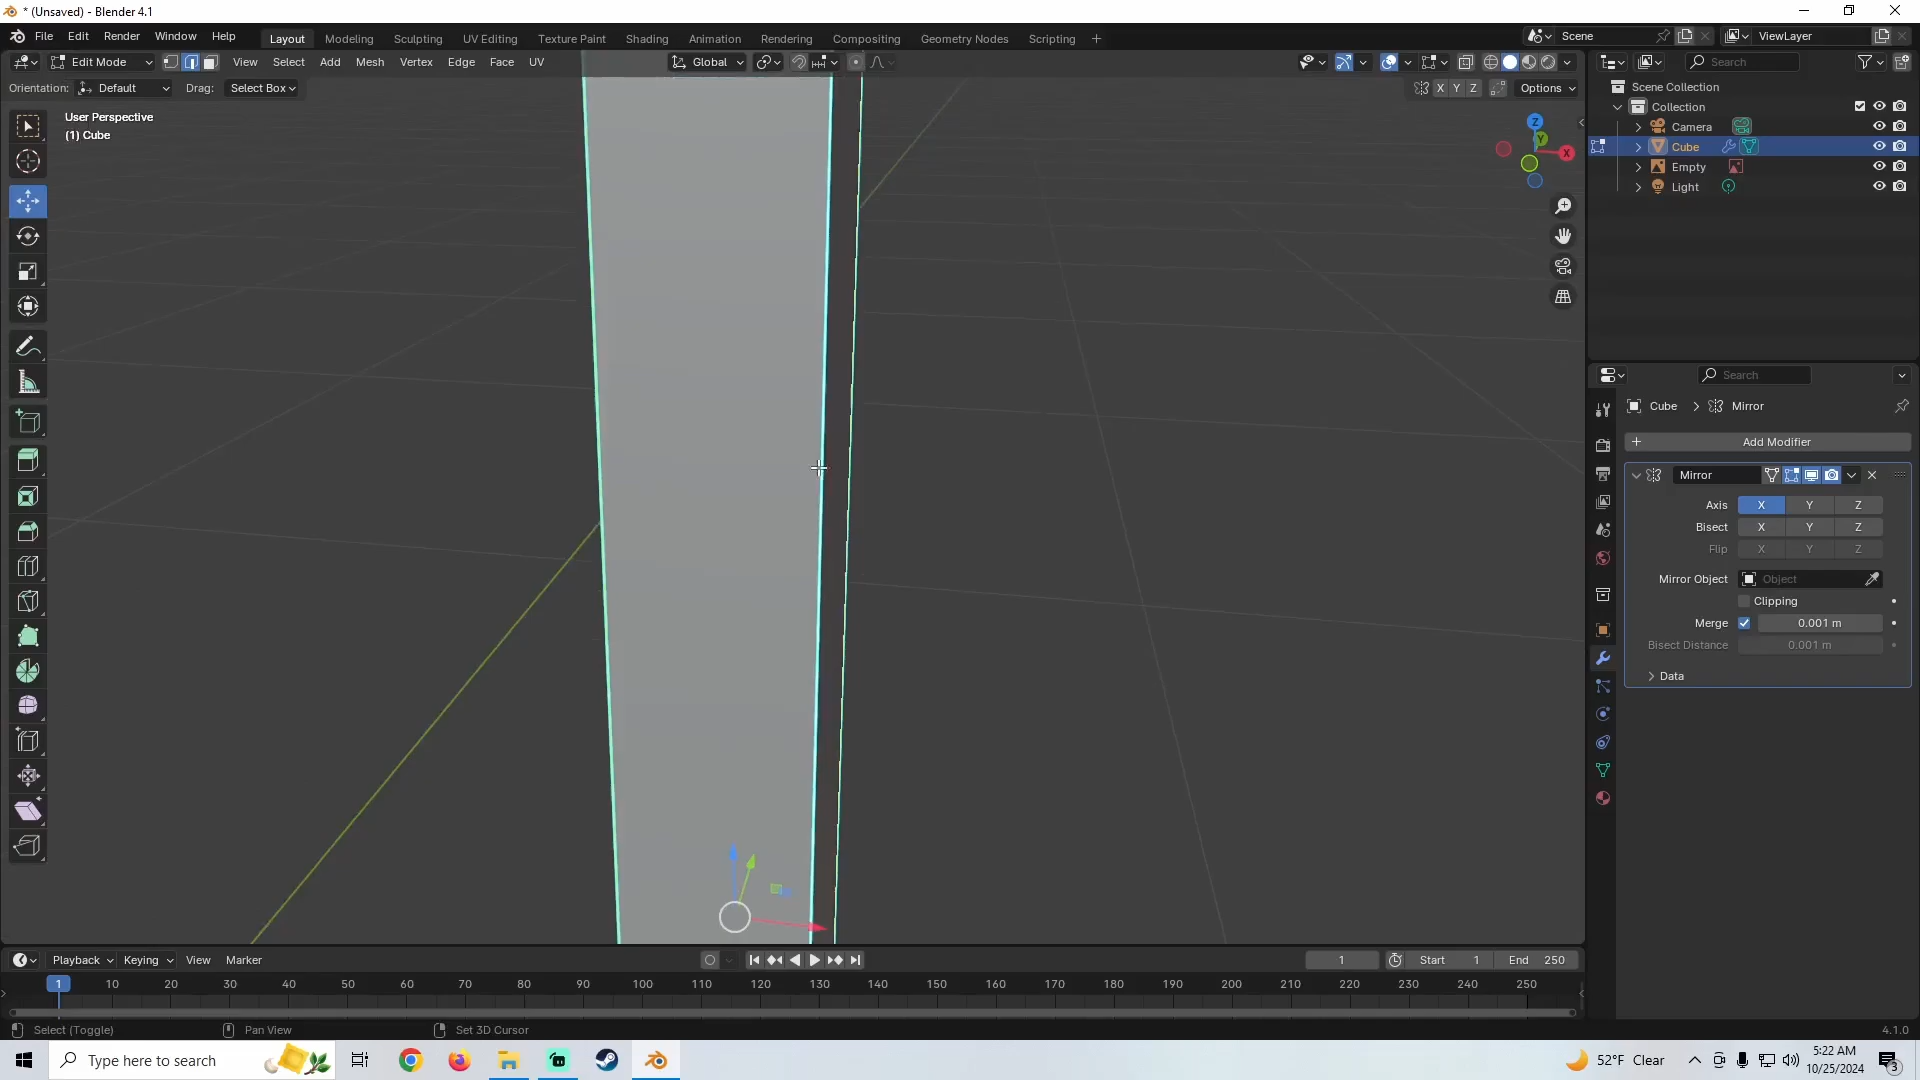 * (Unsaved) - Blender 4.1
File Edit Render Window Help
Layout Modeling Sculpting UV Editing Texture Paint Shading Animation Rendering Compositing Geometry Nodes Scripting +
Scene
ViewLayer
Edit Mode View Select Add Mesh Vertex Edge Face UV
Global
Search
Orientation: Default Drag: Select Box
X Y Z Options
User Perspective
(1) Cube
Z
Y
X
Scene Collection
Collection
Camera
Cube
Empty
Light
Search
Cube > Mirror
+ Add Modifier
Mirror
Axis X Y Z
Bisect X Y Z
Flip X Y Z
Mirror Object Object
Clipping
Merge 0.001 m
Bisect Distance 0.001 m
> Data
Playback Keying View Marker
1 Start 1 End 250
1 10 20 30 40 50 60 70 80 90 100 110 120 130 140 150 160 170 180 190 200 210 220 230 240 250
Select (Toggle) Pan View Set 3D Cursor
4.1.0
Type here to search
52°F Clear
5:22 AM
10/25/2024
3